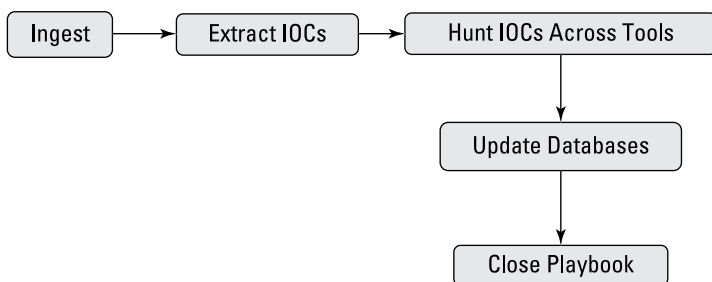 Ingest
Extract IOCs
Hunt IOCs Across Tools
Update Databases
Close Playbook